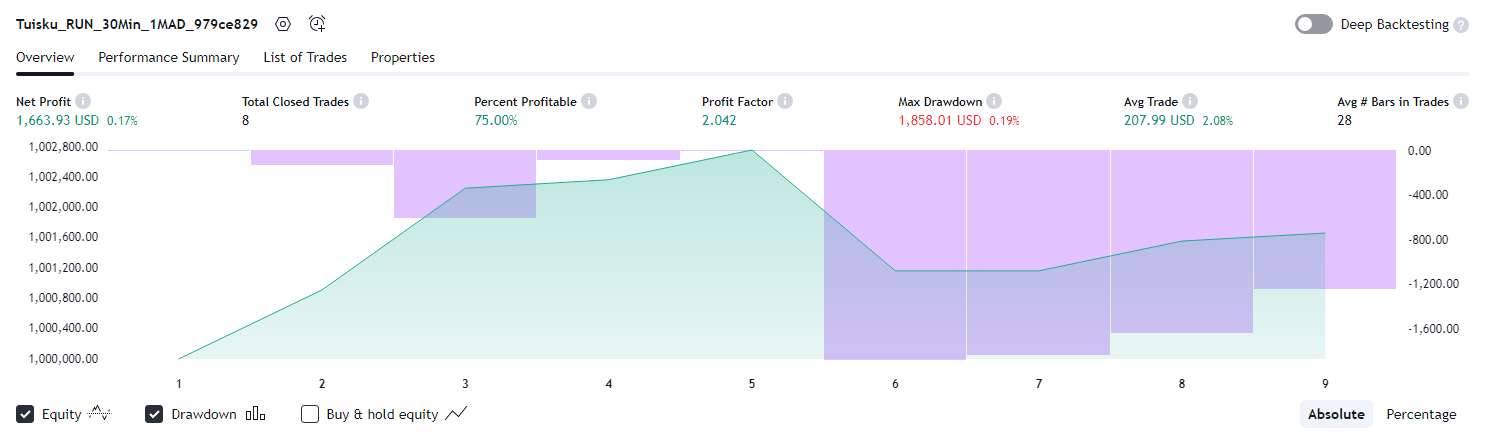 Tuisku_RUN_30Min_1MAD_979ce829 Deep Backtesting ?
Overview Performance Summary List of Trades Properties
Net Profit i Total Closed Trades i Percent Profitable i Profit Factor i Max Drawdown i Avg Trade i Avg # Bars in Trades i
1,663.93 USD 0.17% 8 75.00% 2.042 1,858.01 USD 0.19% 207.99 USD 2.08% 28
1,002,800.00 0.00
1,002,400.00 -400.00
1,002,000.00
1,001,600.00 -800.00
1,001,200.00 -1,200.00
1,000,800.00
1,000,400.00 -1,600.00
1,000,000.00
1 2 3 4 5 6 7 8 9
Equity Drawdown Buy & hold equity Absolute Percentage